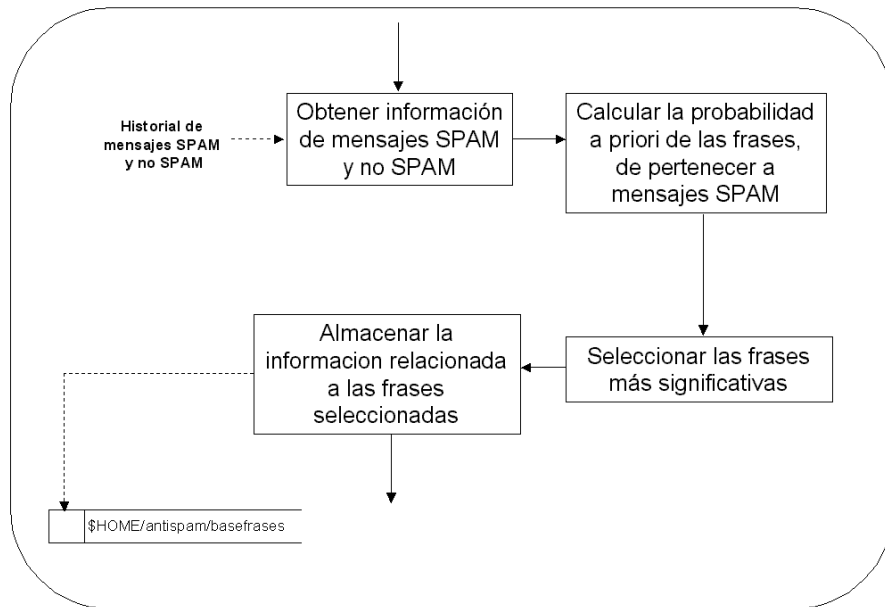 Historial de
mensajes SPAM
y no SPAM
Obtener información
de mensajes SPAM
y no SPAM
Calcular la probabilidad
a priori de las frases,
de pertenecer a
mensajes SPAM
Seleccionar las frases
más significativas
Almacenar la
informacion relacionada
a las frases
seleccionadas
$HOME/antispam/basefrases